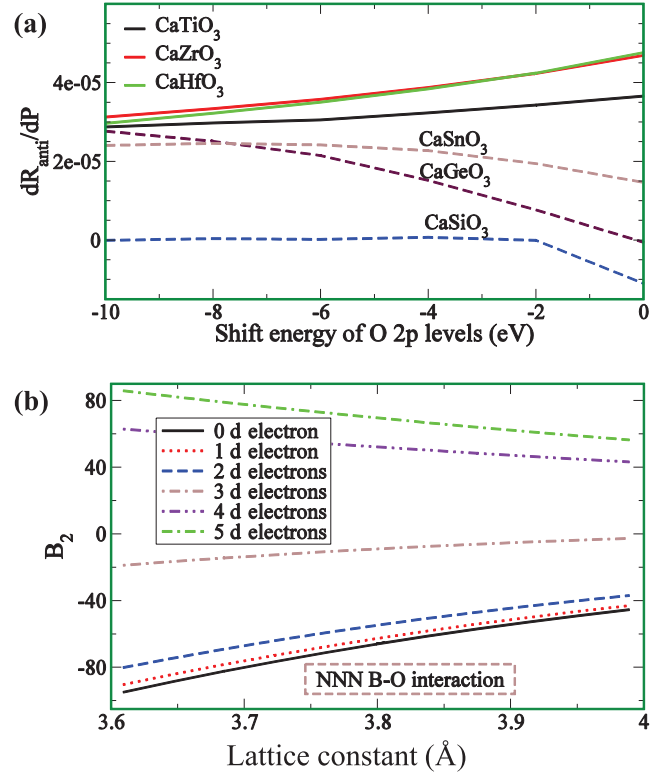 (a)
CaTiO3
CaZrO3
CaHfO3
4e-05
2e-05
0
dR_anti/dP
CaSnO3
CaGeO3
CaSiO3
-10 -8 -6 -4 -2 0
Shift energy of O 2p levels (eV)
(b)
80
40
0
-40
-80
B2
0 d electron
1 d electron
2 d electrons
3 d electrons
4 d electrons
5 d electrons
NNN B-O interaction
3.6 3.7 3.8 3.9 4
Lattice constant (Å)